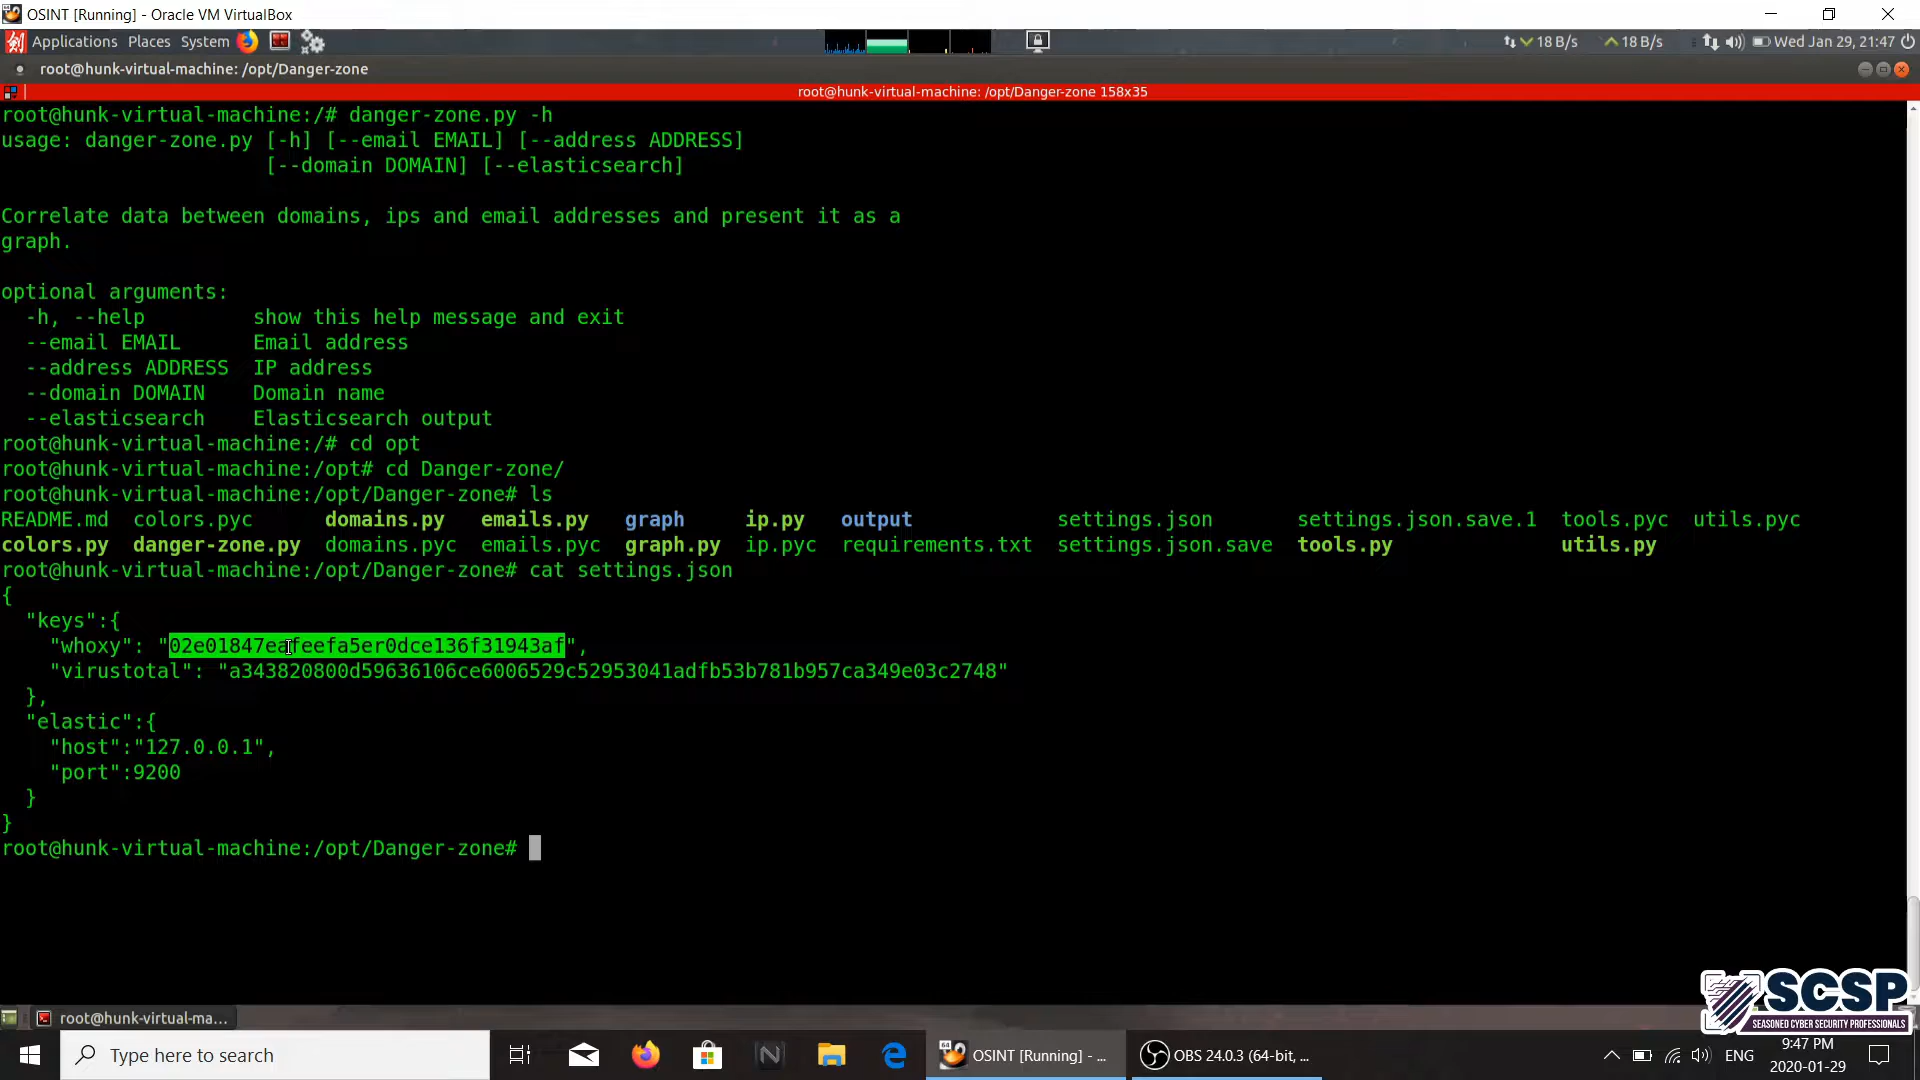 OSINT [Running] - Oracle VM VirtualBox
Applications Places System 18 B/s 18 B/s Wed Jan 29, 21:47
root@hunk-virtual-machine: /opt/Danger-zone
root@hunk-virtual-machine: /opt/Danger-zone 158x35
root@hunk-virtual-machine:/# danger-zone.py -h
usage: danger-zone.py [-h] [--email EMAIL] [--address ADDRESS]
[--domain DOMAIN] [--elasticsearch]
Correlate data between domains, ips and email addresses and present it as a
graph.
optional arguments:
-h, --help show this help message and exit
--email EMAIL Email address
--address ADDRESS IP address
--domain DOMAIN Domain name
--elasticsearch Elasticsearch output
root@hunk-virtual-machine:/# cd opt
root@hunk-virtual-machine:/opt# cd Danger-zone/
root@hunk-virtual-machine:/opt/Danger-zone# ls
README.md colors.pyc domains.py emails.py graph ip.py output settings.json settings.json.save.1 tools.pyc utils.pyc
colors.py danger-zone.py domains.pyc emails.pyc graph.py ip.pyc requirements.txt settings.json.save tools.py utils.py
root@hunk-virtual-machine:/opt/Danger-zone# cat settings.json
{
"keys":{
"whoxy": "02e01847eafeefa5er0dce136f31943af",
"virustotal": "a343820800d59636106ce6006529c52953041adfb53b781b957ca349e03c2748"
},
"elastic":{
"host":"127.0.0.1",
"port":9200
}
}
root@hunk-virtual-machine:/opt/Danger-zone#
SCSP
SEASONED CYBER SECURITY PROFESSIONALS
root@hunk-virtual-ma...
Type here to search
OSINT [Running] - ...
OBS 24.0.3 (64-bit, ...
ENG
9:47 PM
2020-01-29